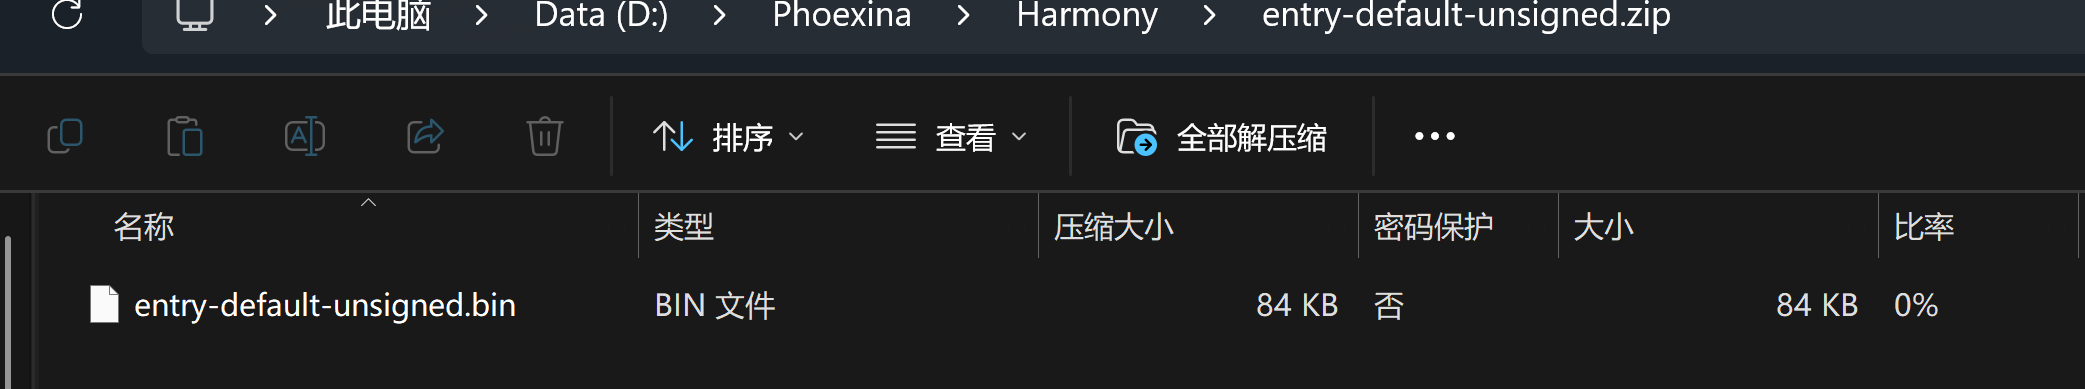 此电脑 > Data (D:) > Phoexina > Harmony > entry-default-unsigned.zip
排序 查看 全部解压缩 •••
名称 类型 压缩大小 密码保护 大小 比率
entry-default-unsigned.bin BIN 文件 84 KB 否 84 KB 0%